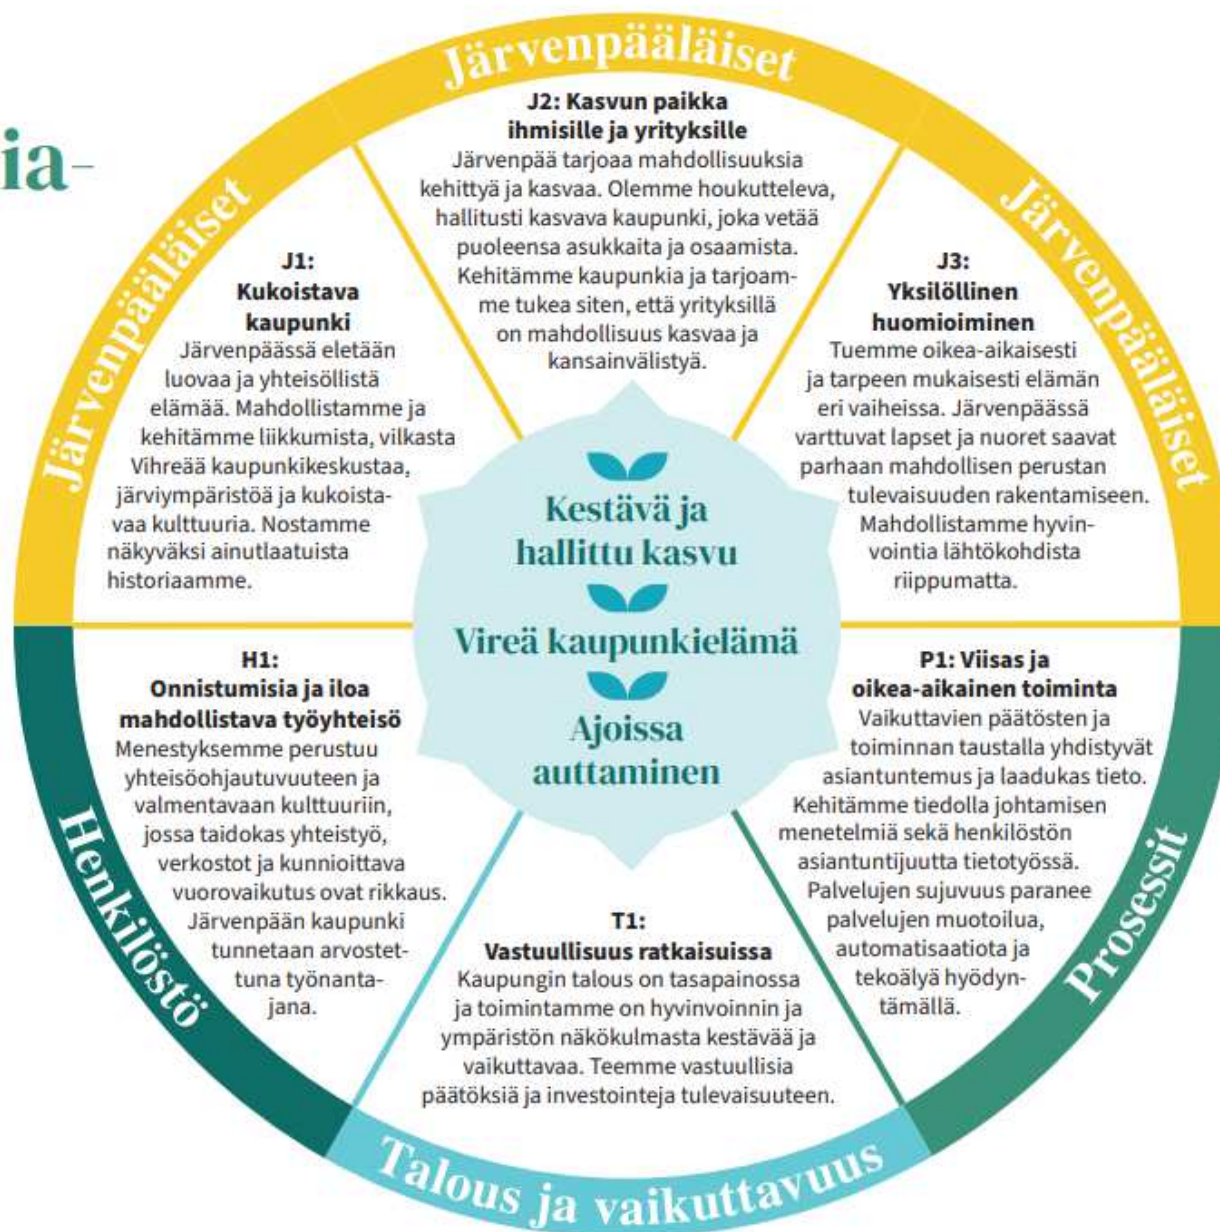 ia-
Järvenpääläiset
J2: Kasvun paikka
ihmisille ja yrityksille
Järvenpää tarjoaa mahdollisuuksia
kehittyä ja kasvaa. Olemme houkutteleva,
hallitusti kasvava kaupunki, joka vetää
puoleensa asukkaita ja osaamista.
Kehitämme kaupunkia ja tarjoam-
me tukea siten, että yrityksillä
on mahdollisuus kasvaa ja
kansainvälistyä.
Järvenpääläiset
J1:
Kukoistava
kaupunki
Järvenpäässä eletään
luovaa ja yhteisöllistä
elämää. Mahdollistamme ja
kehitämme liikkumista, vilkasta
Vihreää kaupunkikeskustaa,
järviympäristöä ja kukoista-
vaa kulttuuria. Nostamme
näkyväksi ainutlaatuista
historiaamme.
Järvenpääläiset
J3:
Yksilöllinen
huomioiminen
Tuemme oikea-aikaisesti
ja tarpeen mukaisesti elämän
eri vaiheissa. Järvenpäässä
varttuvat lapset ja nuoret saavat
parhaan mahdollisen perustan
tulevaisuuden rakentamiseen.
Mahdollistamme hyvin-
vointia lähtökohdista
riippumatta.
Kestävä ja
hallittu kasvu
Vireä kaupunkielämä
Ajoissa
auttaminen
Henkilöstö
H1:
Onnistumisia ja iloa
mahdollistava työyhteisö
Menestyksemme perustuu
yhteisöohjautuvuuteen ja
valmentavaan kulttuuriin,
jossa taidokas yhteistyö,
verkostot ja kunnioittava
vuorovaikutus ovat rikkaus.
Järvenpään kaupunki
tunnetaan arvostet-
tuna työnanta-
jana.
P1: Viisas ja
oikea-aikainen toiminta
Vaikuttavien päätösten ja
toiminnan taustalla yhdistyvät
asiantuntemus ja laadukas tieto.
Kehitämme tiedolla johtamisen
menetelmiä sekä henkilöstön
asiantuntijuutta tietotyössä.
Palvelujen sujuvuus paranee
palvelujen muotoilua,
automatisaatiota ja
tekoälyä hyödyn-
tämällä.
Prosessit
T1:
Vastuullisuus ratkaisuissa
Kaupungin talous on tasapainossa
ja toimintamme on hyvinvoinnin ja
ympäristön näkökulmasta kestävää ja
vaikuttavaa. Teemme vastuullisia
päätöksiä ja investointeja tulevaisuuteen.
Talous ja vaikuttavuus